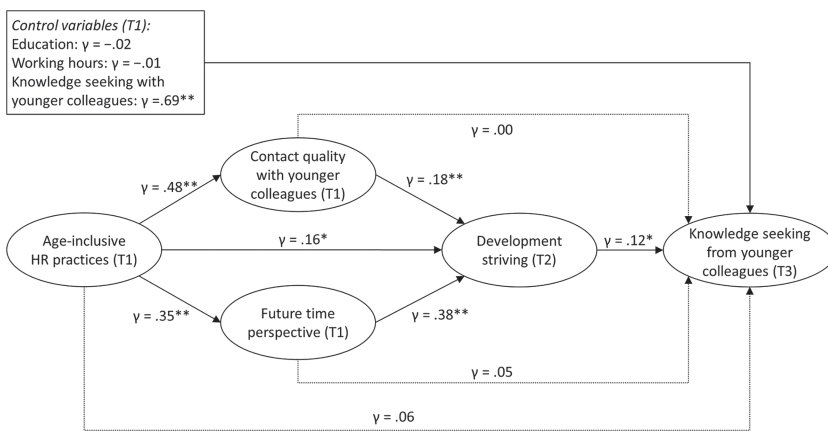 Control variables (T1):
Education: γ = −.02
Working hours: γ = −.01
Knowledge seeking with
younger colleagues: γ =.69**
γ = .00
Contact quality
with younger
colleagues (T1)
γ = .48**
γ = .18**
Age-inclusive
HR practices (T1)
γ = .16*
Development
striving (T2)
γ = .12*
Knowledge seeking
from younger
colleagues (T3)
γ = .35**
Future time
perspective (T1)
γ = .38**
γ = .05
γ = .06